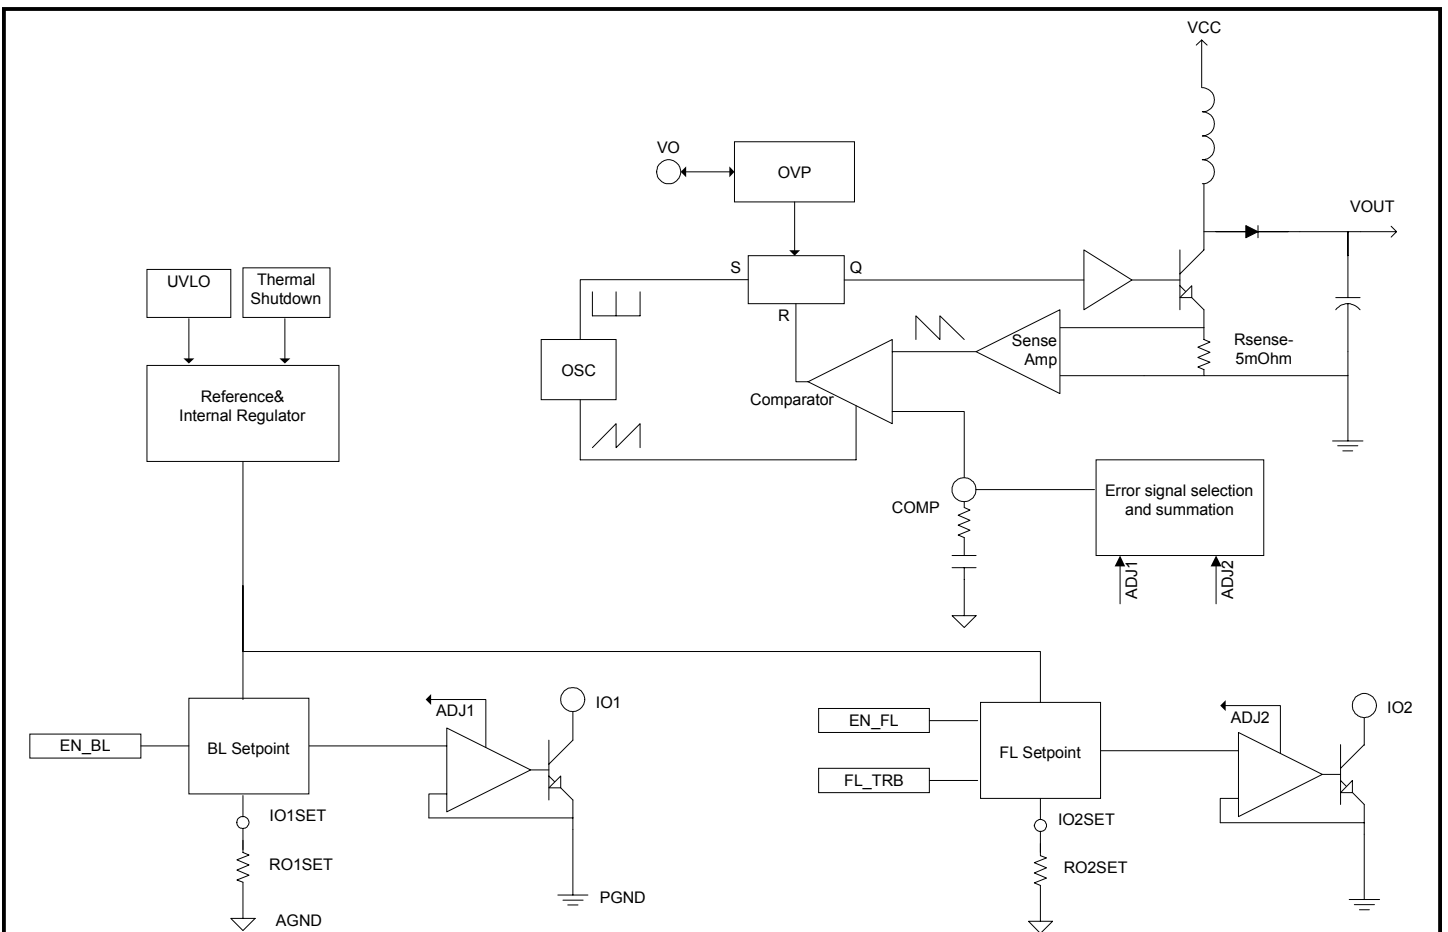 VCC
VO
OVP
VOUT
S
Q
R
UVLO
Thermal
Shutdown
OSC
Sense
Amp
Rsense-
5mOhm
Comparator
Reference&
Internal Regulator
COMP
Error signal selection
and summation
ADJ1
ADJ2
EN_BL
BL Setpoint
ADJ1
IO1
IO1SET
RO1SET
AGND
PGND
EN_FL
FL_TRB
FL Setpoint
ADJ2
IO2
IO2SET
RO2SET